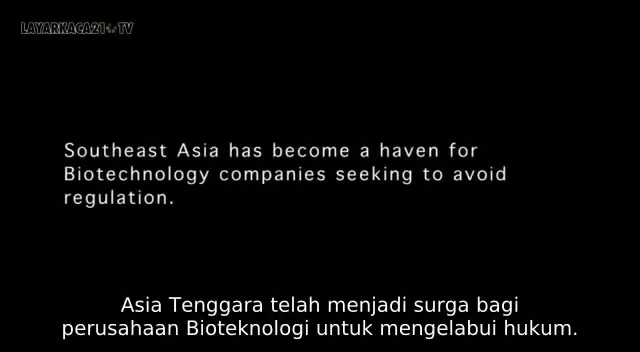 LAYARKACA21 TV
Southeast Asia has become a haven for
Biotechnology companies seeking to avoid
regulation.
Asia Tenggara telah menjadi surga bagi
perusahaan Bioteknologi untuk mengelabui hukum.